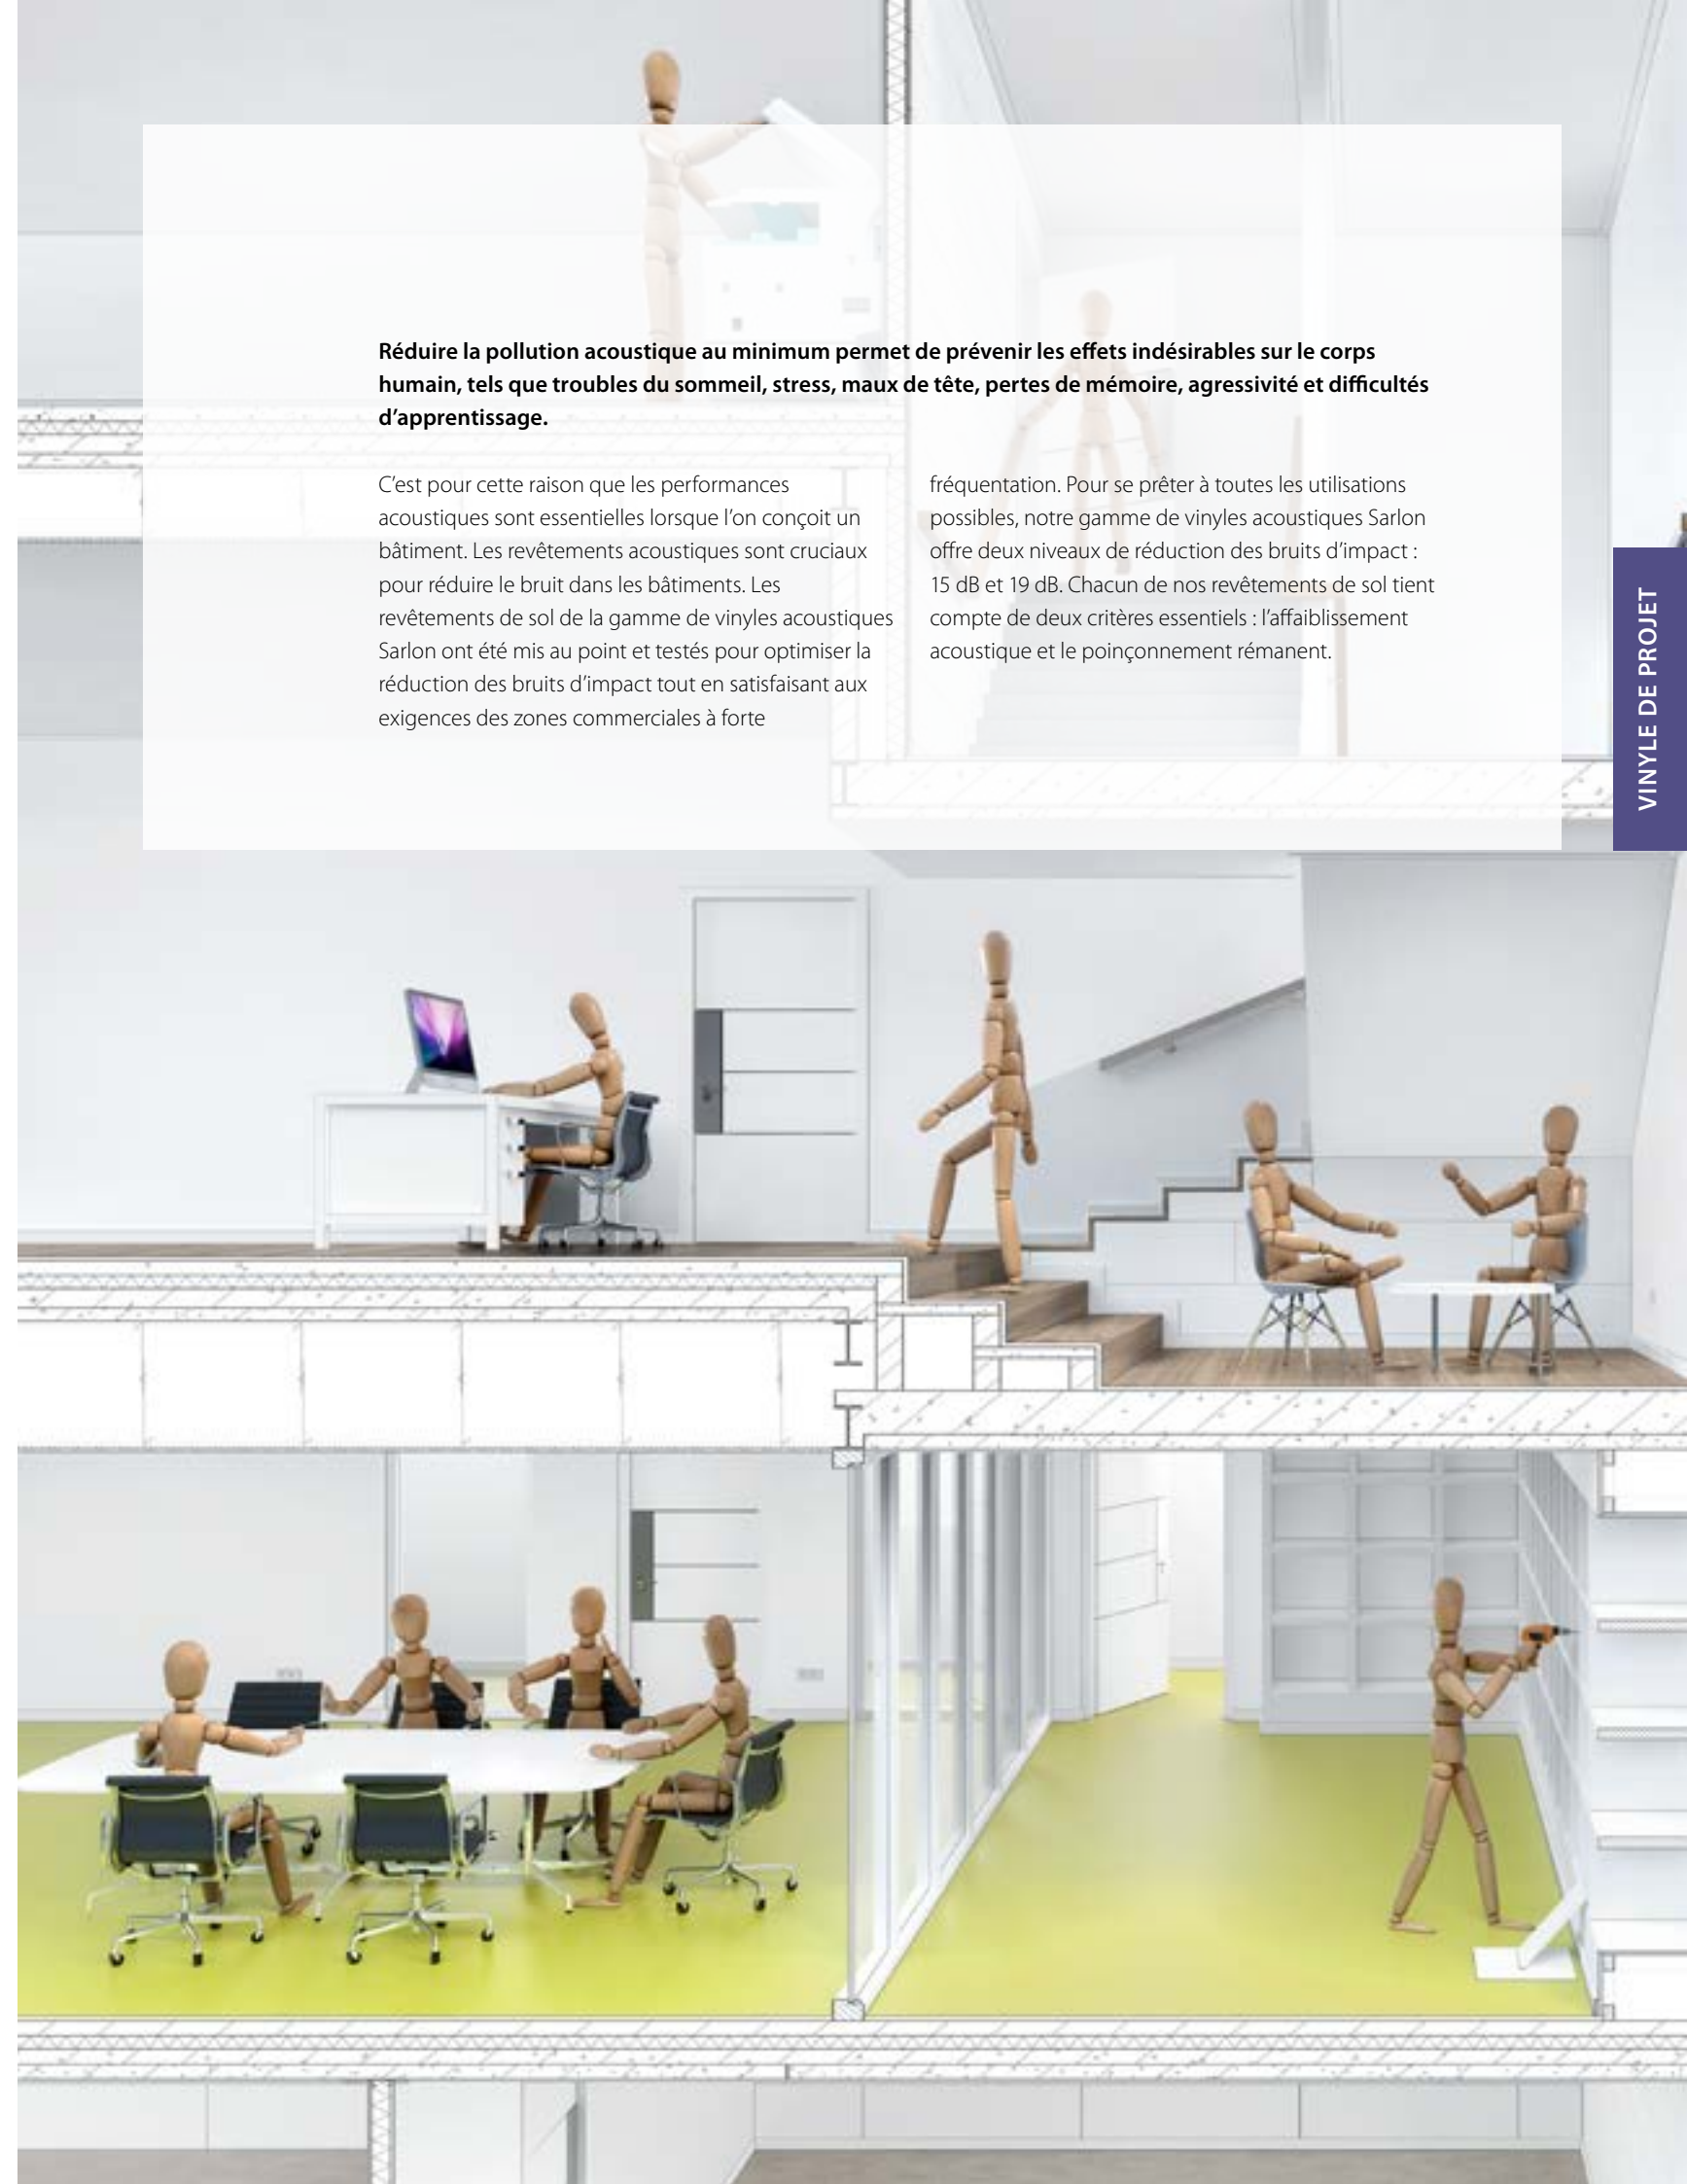 Réduire la pollution acoustique au minimum permet de prévenir les effets indésirables sur le corps
humain, tels que troubles du sommeil, stress, maux de tête, pertes de mémoire, agressivité et difficultés
d’apprentissage.
C’est pour cette raison que les performances
acoustiques sont essentielles lorsque l’on conçoit un
bâtiment. Les revêtements acoustiques sont cruciaux
pour réduire le bruit dans les bâtiments. Les
revêtements de sol de la gamme de vinyles acoustiques
Sarlon ont été mis au point et testés pour optimiser la
réduction des bruits d’impact tout en satisfaisant aux
exigences des zones commerciales à forte
fréquentation. Pour se prêter à toutes les utilisations
possibles, notre gamme de vinyles acoustiques Sarlon
offre deux niveaux de réduction des bruits d’impact :
15 dB et 19 dB. Chacun de nos revêtements de sol tient
compte de deux critères essentiels : l’affaiblissement
acoustique et le poinçonnement rémanent.
VINYLE DE PROJET